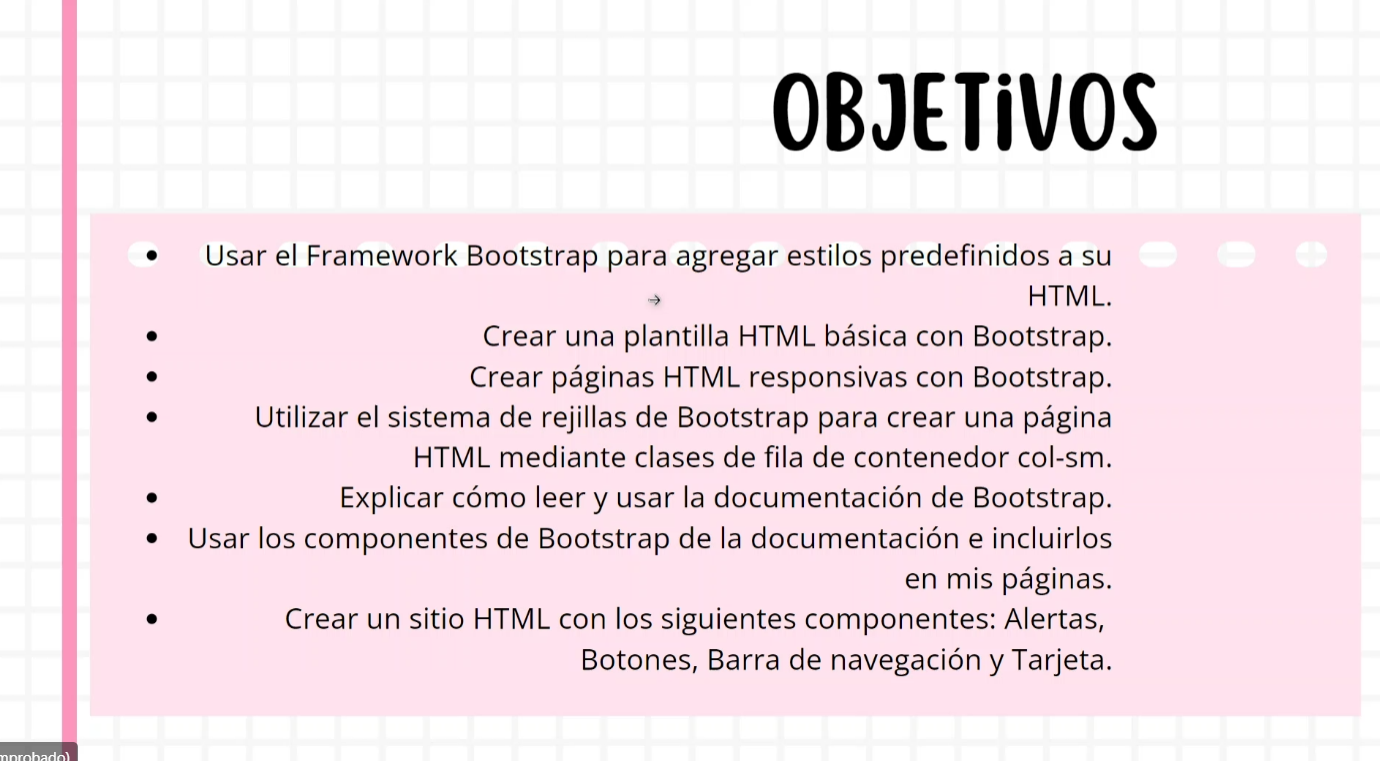 OBJETiVOS
• Usar el Framework Bootstrap para agregar estilos predefinidos a su
HTML.
• Crear una plantilla HTML básica con Bootstrap.
• Crear páginas HTML responsivas con Bootstrap.
• Utilizar el sistema de rejillas de Bootstrap para crear una página
HTML mediante clases de fila de contenedor col-sm.
• Explicar cómo leer y usar la documentación de Bootstrap.
• Usar los componentes de Bootstrap de la documentación e incluirlos
en mis páginas.
• Crear un sitio HTML con los siguientes componentes: Alertas,
Botones, Barra de navegación y Tarjeta.